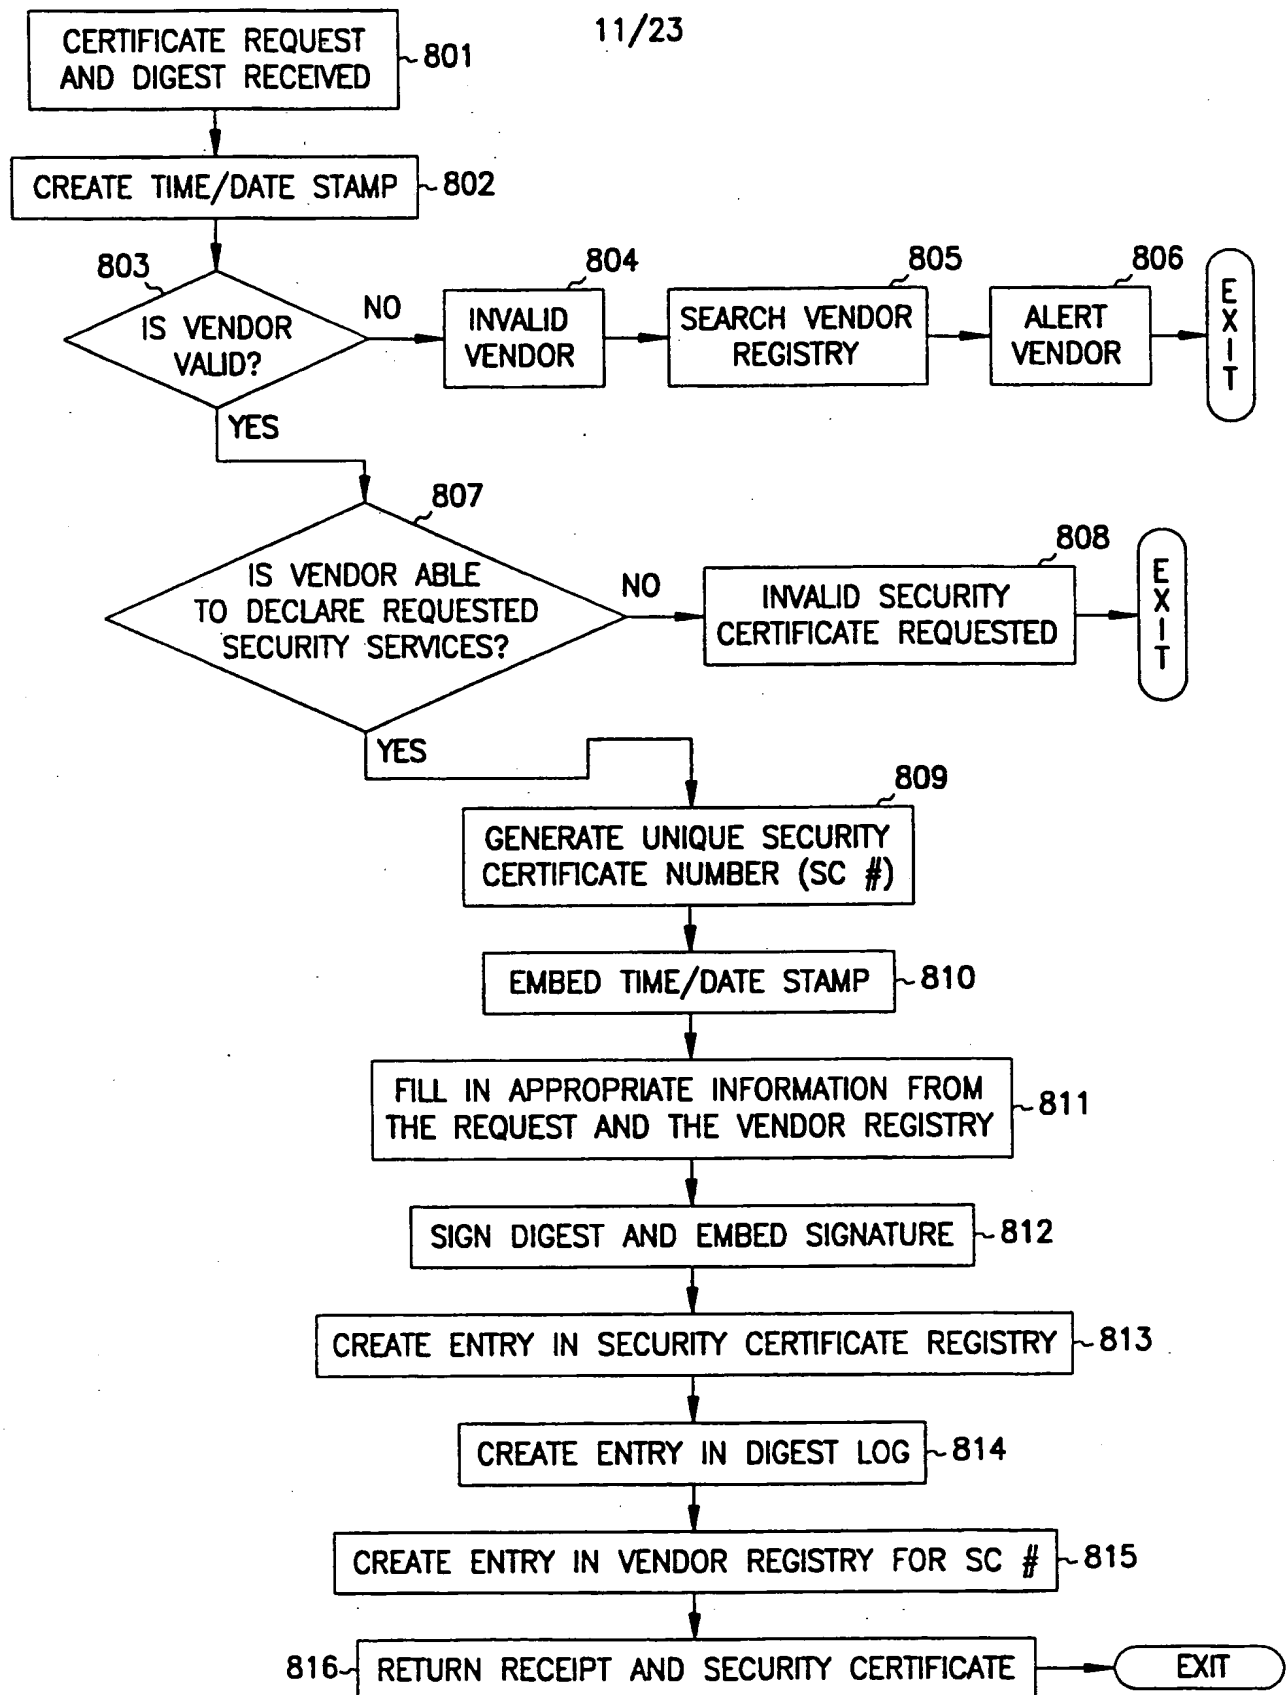 11/23
CERTIFICATE REQUEST
AND DIGEST RECEIVED
801
CREATE TIME/DATE STAMP
802
803
IS VENDOR
VALID?
NO
YES
804
INVALID
VENDOR
805
SEARCH VENDOR
REGISTRY
806
ALERT
VENDOR
EXIT
807
IS VENDOR ABLE
TO DECLARE REQUESTED
SECURITY SERVICES?
NO
YES
808
INVALID SECURITY
CERTIFICATE REQUESTED
EXIT
809
GENERATE UNIQUE SECURITY
CERTIFICATE NUMBER (SC #)
EMBED TIME/DATE STAMP
810
FILL IN APPROPRIATE INFORMATION FROM
THE REQUEST AND THE VENDOR REGISTRY
811
SIGN DIGEST AND EMBED SIGNATURE
812
CREATE ENTRY IN SECURITY CERTIFICATE REGISTRY
813
CREATE ENTRY IN DIGEST LOG
814
CREATE ENTRY IN VENDOR REGISTRY FOR SC #
815
816
RETURN RECEIPT AND SECURITY CERTIFICATE
EXIT